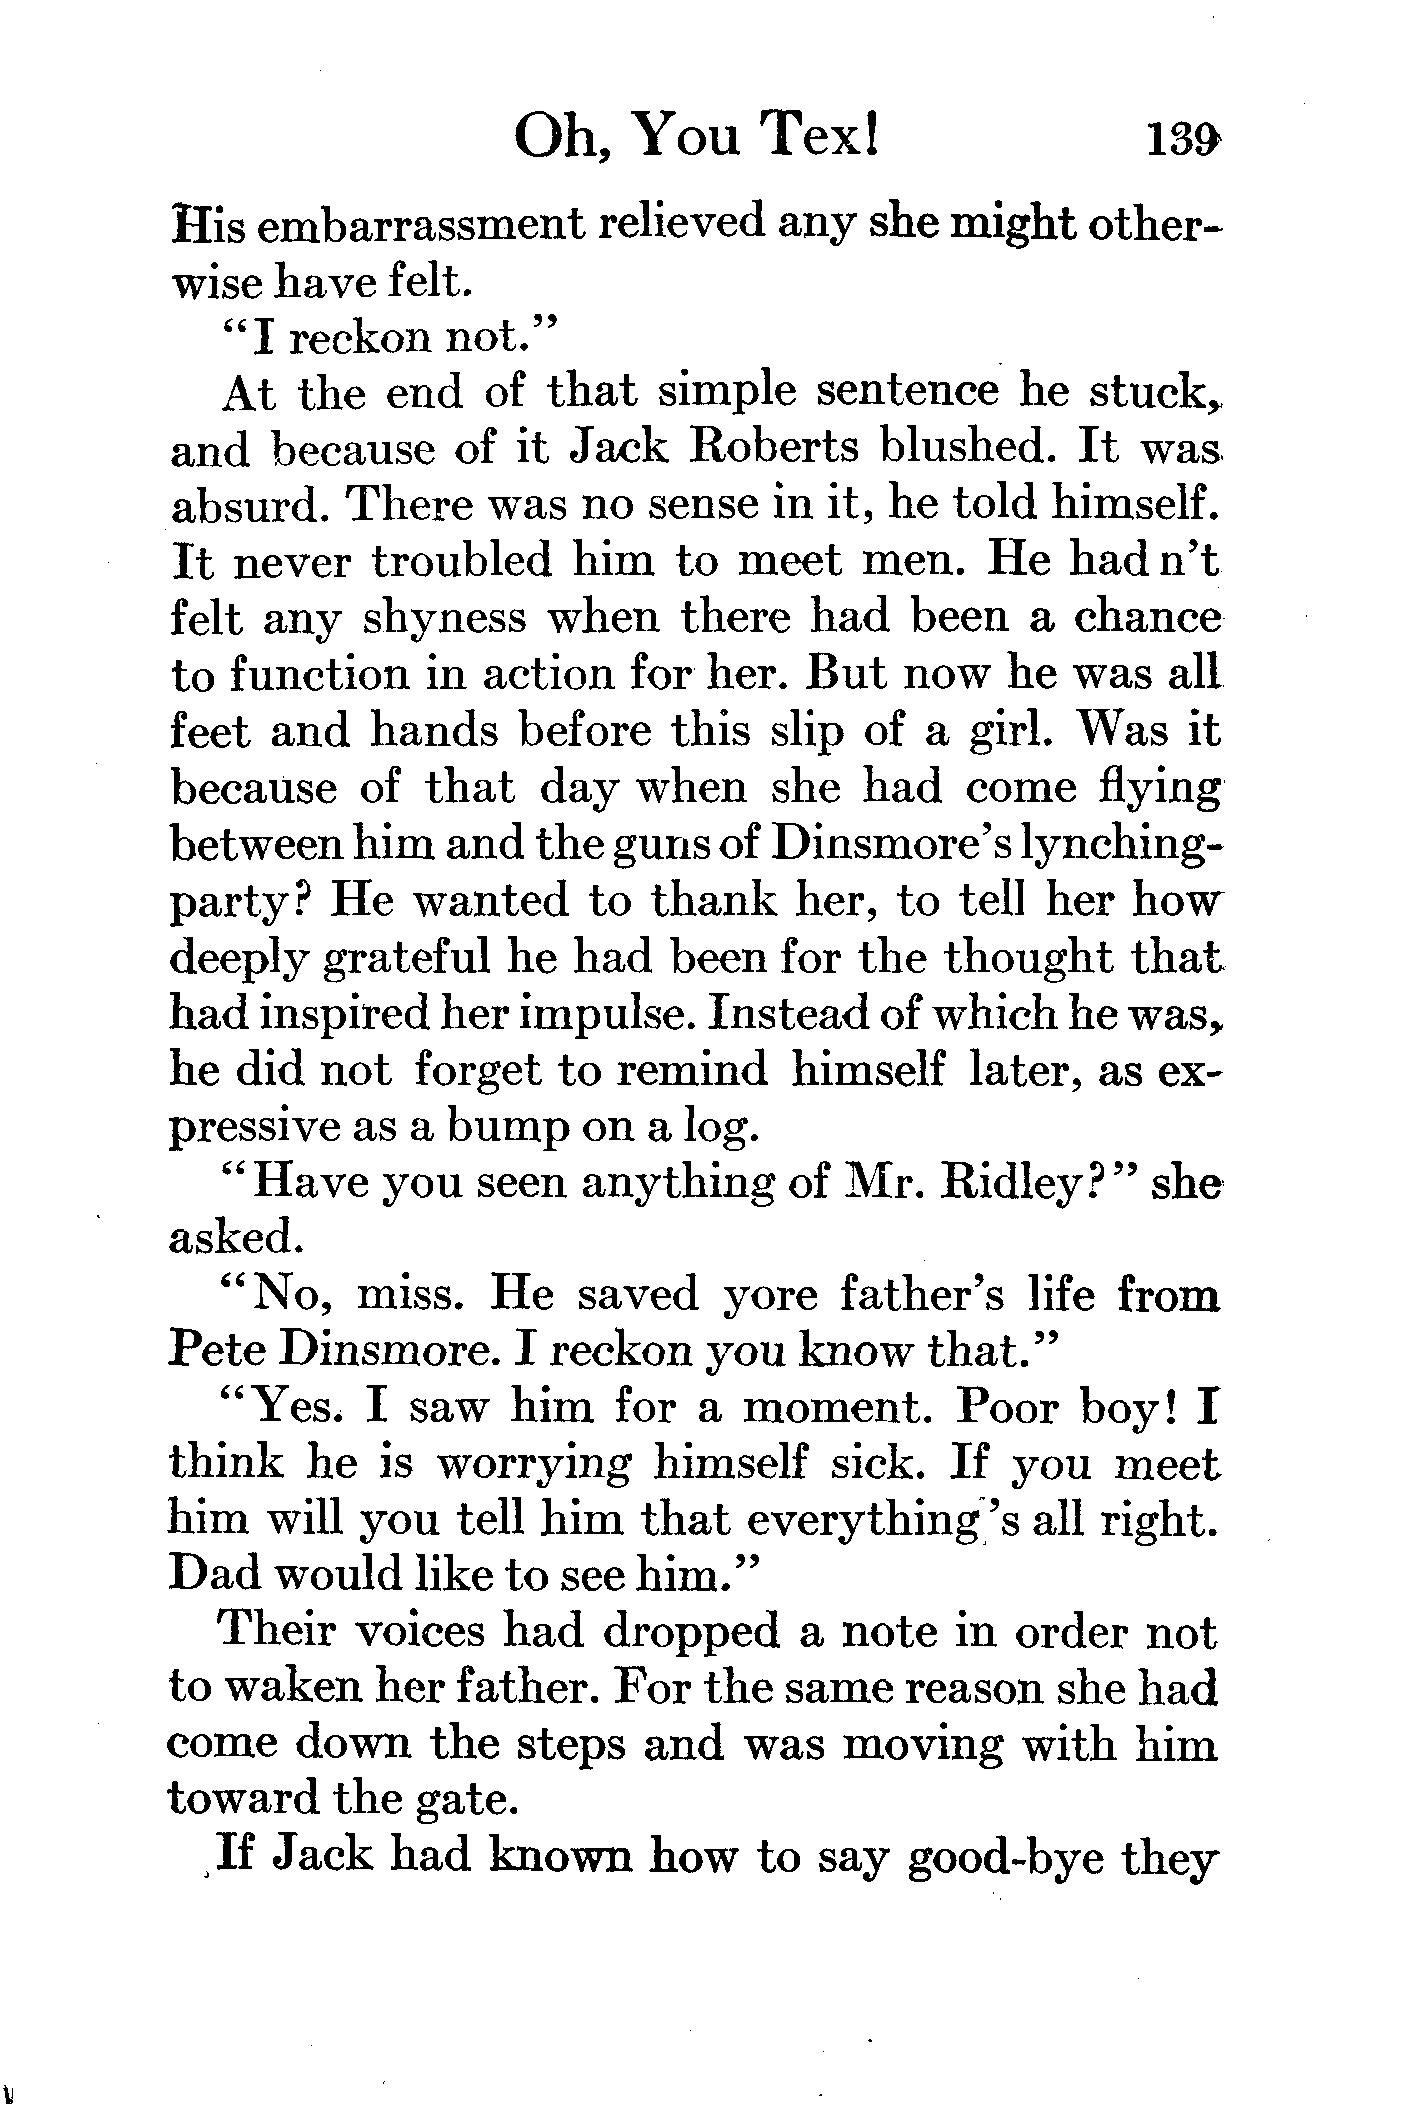 Oh, You Tex! 139
His embarrassment relieved any she might other-
wise have felt.
"I reckon not."
At the end of that simple sentence he stuck,
and because of it Jack Roberts blushed. It was
absurd. There was no sense in it, he told himself.
It never troubled him to meet men. He had n't
felt any shyness when there had been a chance
to function in action for her. But now he was all
feet and hands before this slip of a girl. Was it
because of that day when she had come flying
between him and the guns of Dinsmore's lynching-
party? He wanted to thank her, to tell her how
deeply grateful he had been for the thought that
had inspired her impulse. Instead of which he was,
he did not forget to remind himself later, as ex-
pressive as a bump on a log.
"Have you seen anything of Mr. Ridley?" she
asked.
"No, miss. He saved yore father's life from
Pete Dinsmore. I reckon you know that."
"Yes. I saw him for a moment. Poor boy! I
think he is worrying himself sick. If you meet
him will you tell him that everything's all right.
Dad would like to see him."
Their voices had dropped a note in order not
to waken her father. For the same reason she had
come down the steps and was moving with him
toward the gate.
If Jack had known how to say good-bye they